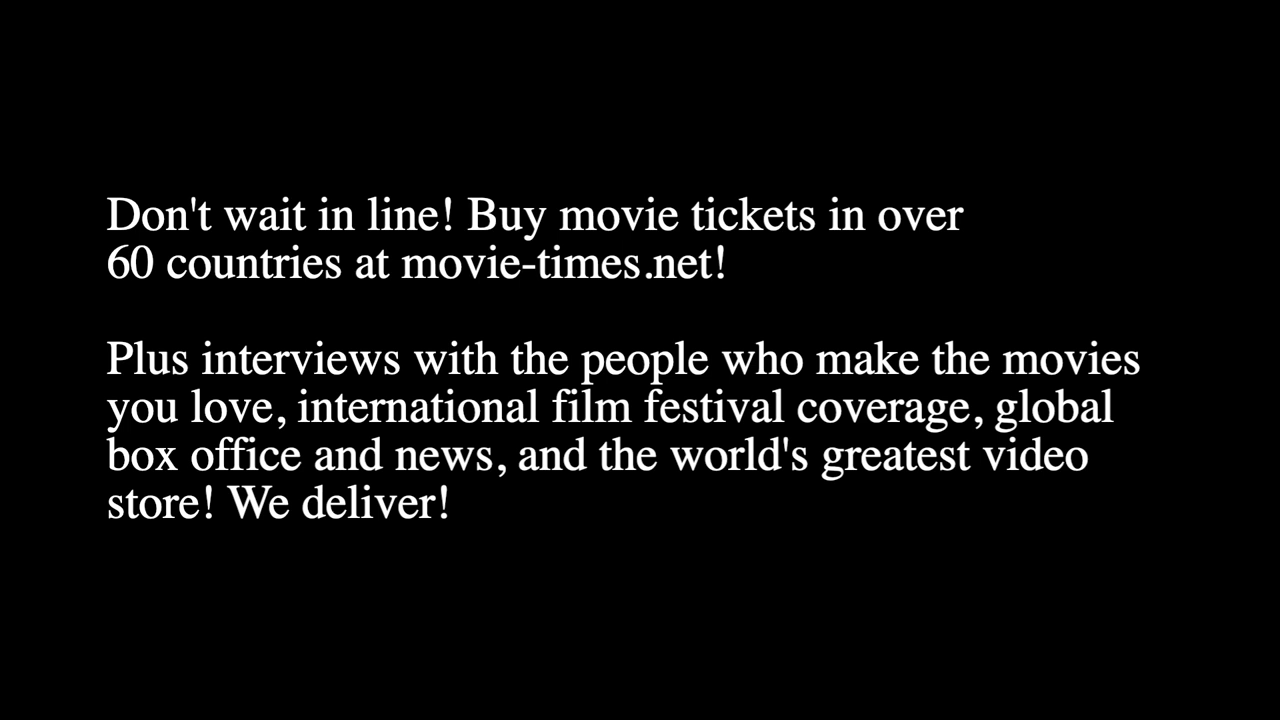 Don't wait in line! Buy movie tickets in over
60 countries at movie-times.net!
Plus interviews with the people who make the movies
you love, international film festival coverage, global
box office and news, and the world's greatest video
store! We deliver!